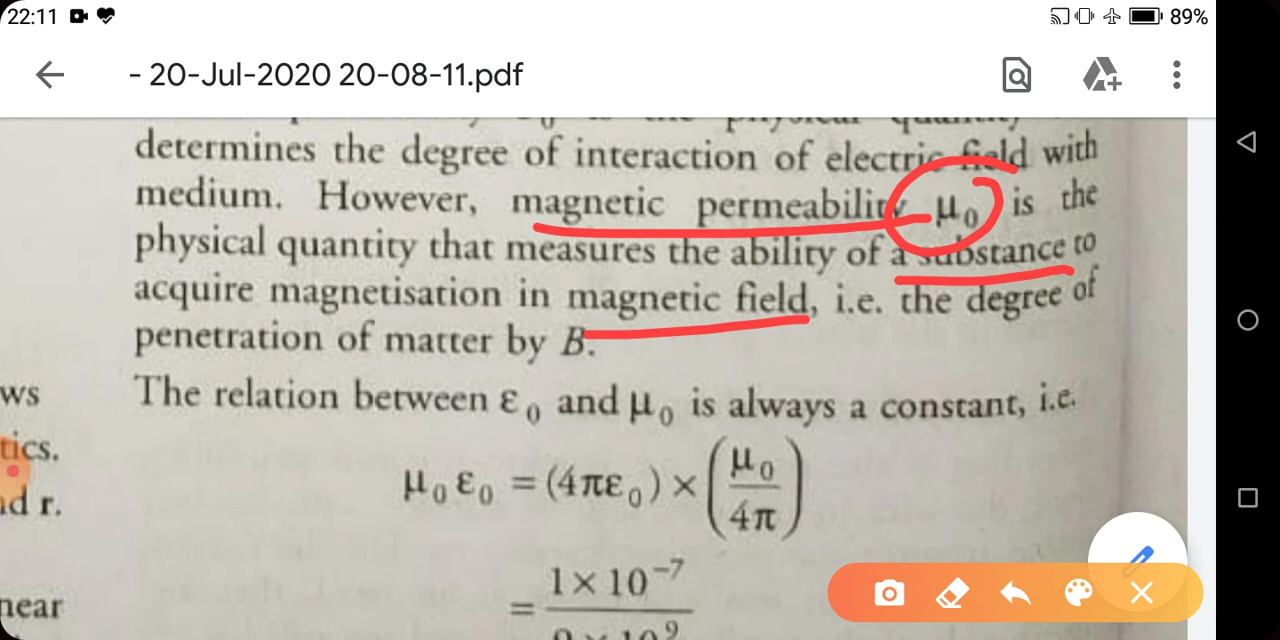 22:11
89%
- 20-Jul-2020 20-08-11.pdf
determines the degree of interaction of electric field with
medium. However, magnetic permeability μ₀ is the
physical quantity that measures the ability of a substance to
acquire magnetisation in magnetic field, i.e. the degree of
penetration of matter by B.
ws
The relation between ε₀ and μ₀ is always a constant, i.e.
tics.
μ₀ ε₀ = (4πε₀) × (μ₀/4π)
nd r.
= 1 × 10⁻⁷
near